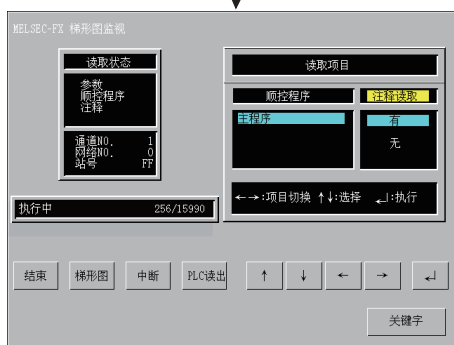 MELSEC-FX 梯形图监视
读取状态
参数
顺控程序
注释
通道NO. 1
网络NO. 0
站号 FF
读取项目
顺控程序 注释读取
主程序 有
无
←→:项目切换 ↑↓:选择 ↵:执行
执行中 256/15990
结束 梯形图 中断 PLC读出 ↑ ↓ ← → ↵
关键字